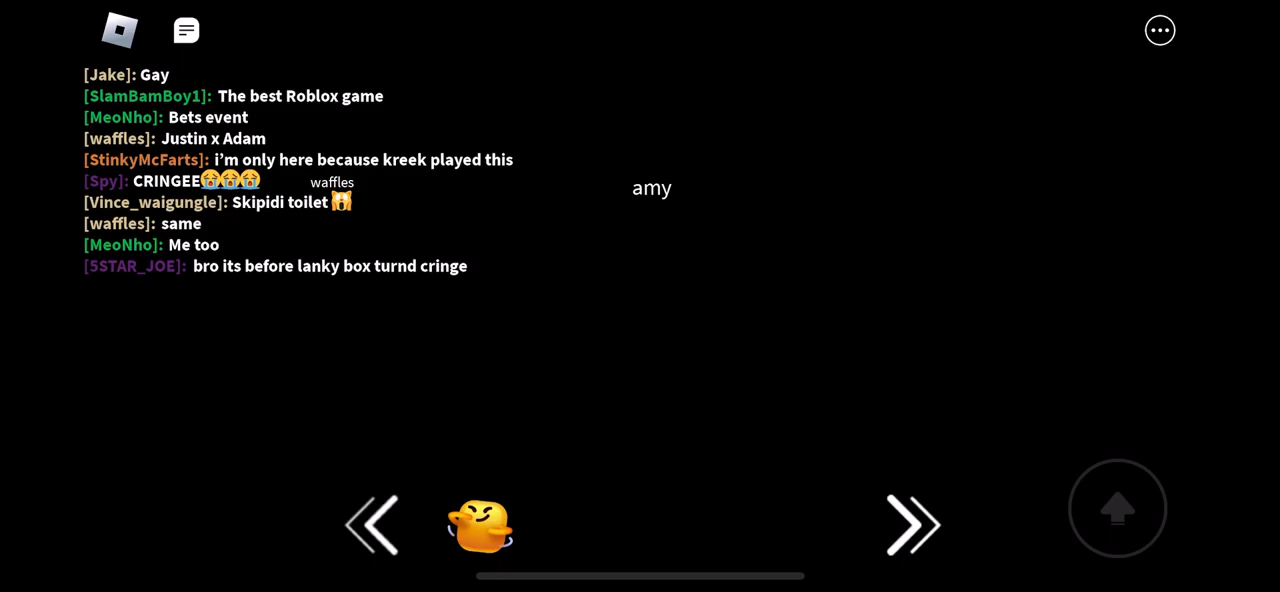 [Jake]: Gay
[SlamBamBoy1]: The best Roblox game
[MeoNho]: Bets event
[waffles]: Justin x Adam
[StinkyMcFarts]: i’m only here because kreek played this
[Spy]: CRINGEE😭😭😭
waffles
amy
[Vince_waigungle]: Skipidi toilet 🙀
[waffles]: same
[MeoNho]: Me too
[5STAR_JOE]: bro its before lanky box turnd cringe